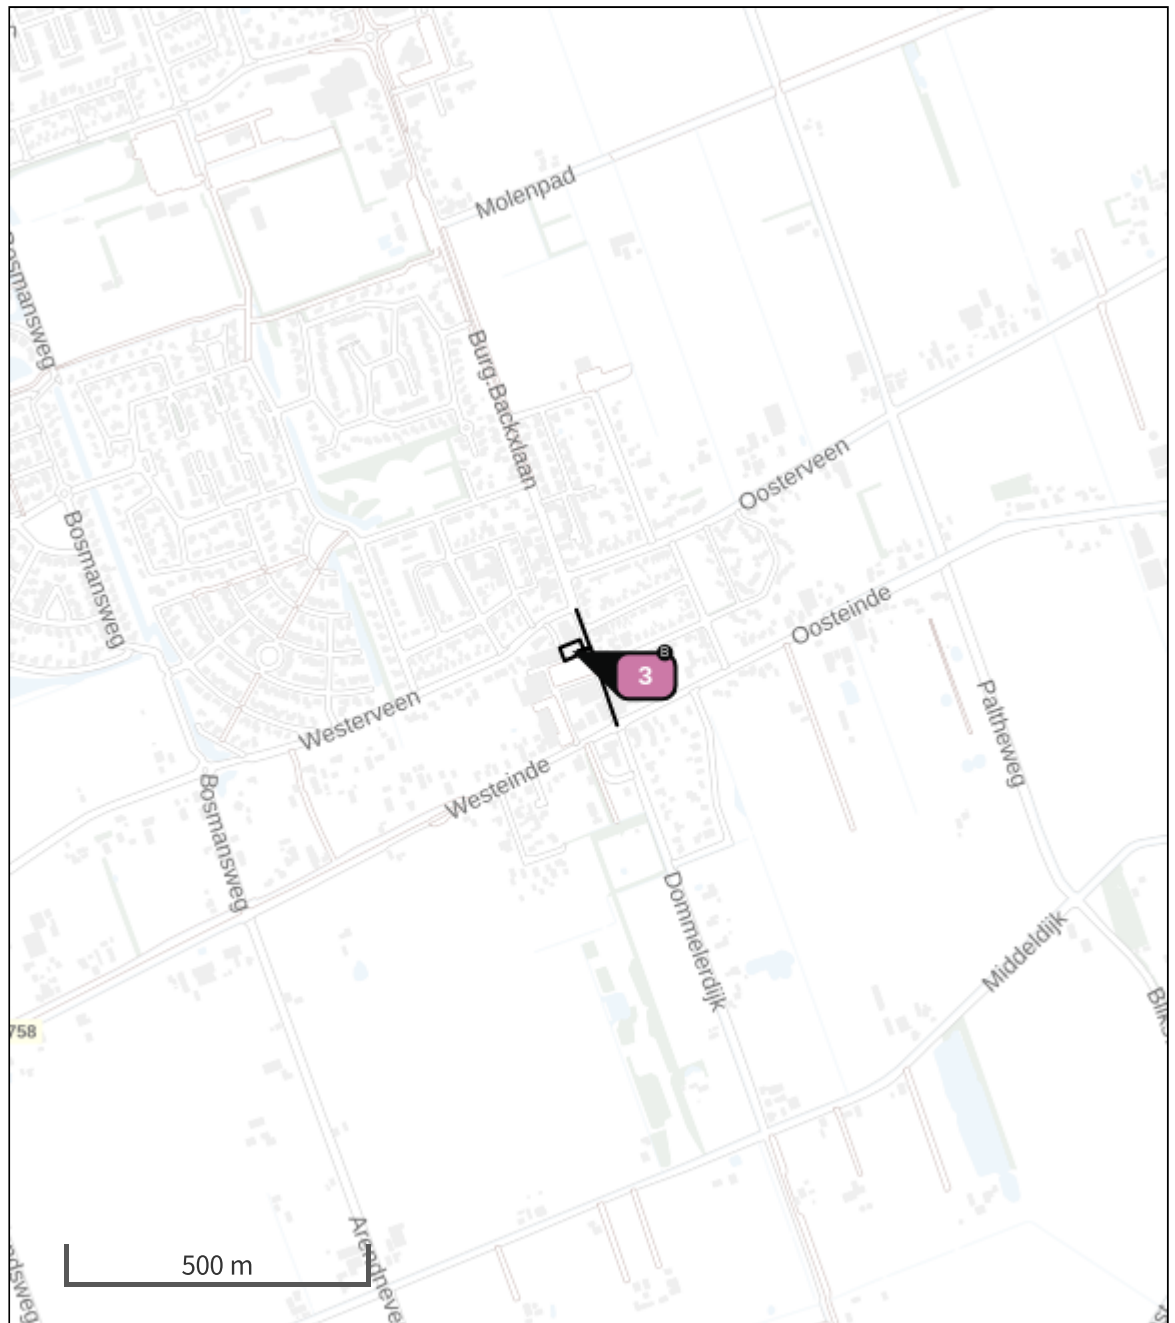 Molenpad
Bosmansweg
Burg.Backxlaan
Oosterveen
Bosmansweg
Oosteinde
B
3
Westerveen
Paltheweg
Westeinde
Bosmansweg
Dommelerdijk
Middeldijk
758
500 m